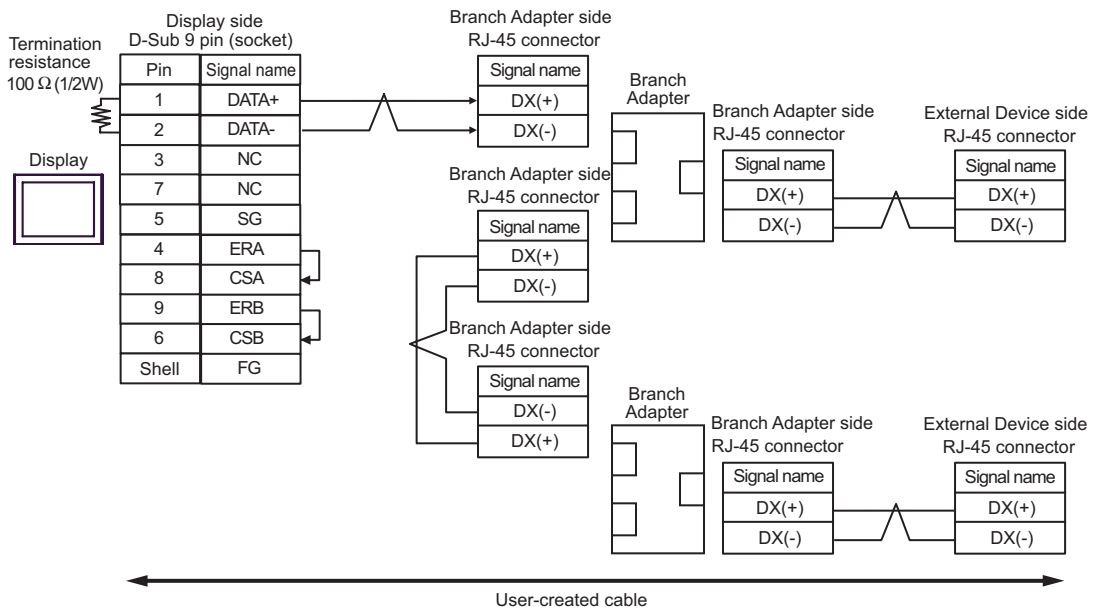 Termination
resistance
100 Ω (1/2W)
Display
Display side
D-Sub 9 pin (socket)
Pin Signal name
1 DATA+
2 DATA-
3 NC
7 NC
5 SG
4 ERA
8 CSA
9 ERB
6 CSB
Shell FG
Branch Adapter side
RJ-45 connector
Signal name
DX(+)
DX(-)
Branch Adapter side
RJ-45 connector
Signal name
DX(+)
DX(-)
Branch Adapter side
RJ-45 connector
Signal name
DX(-)
DX(+)
Branch
Adapter
Branch Adapter side
RJ-45 connector
Signal name
DX(+)
DX(-)
External Device side
RJ-45 connector
Signal name
DX(+)
DX(-)
Branch
Adapter
Branch Adapter side
RJ-45 connector
Signal name
DX(+)
DX(-)
External Device side
RJ-45 connector
Signal name
DX(+)
DX(-)
User-created cable